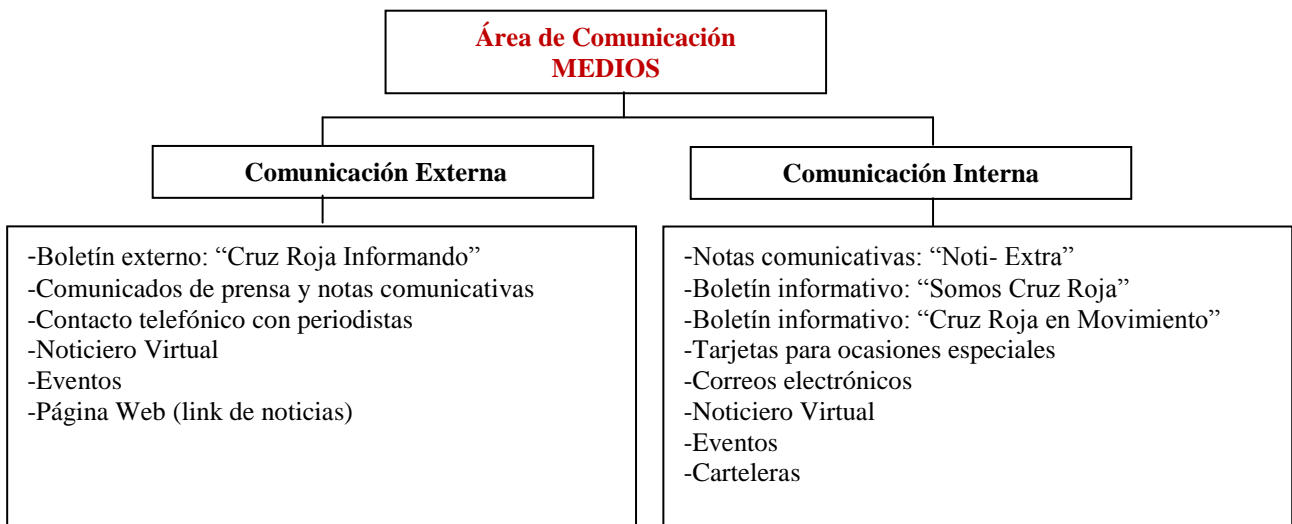 Área de Comunicación
MEDIOS
Comunicación Externa
-Boletín externo: “Cruz Roja Informando”
-Comunicados de prensa y notas comunicativas
-Contacto telefónico con periodistas
-Noticiero Virtual
-Eventos
-Página Web (link de noticias)
Comunicación Interna
-Notas comunicativas: “Noti- Extra”
-Boletín informativo: “Somos Cruz Roja”
-Boletín informativo: “Cruz Roja en Movimiento”
-Tarjetas para ocasiones especiales
-Correos electrónicos
-Noticiero Virtual
-Eventos
-Carteleras